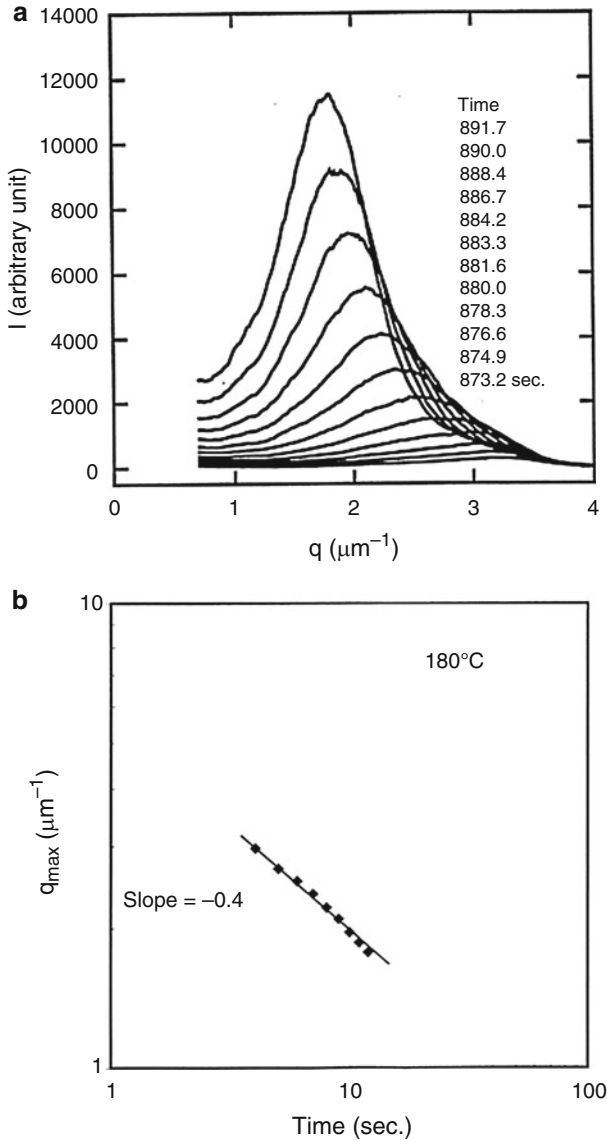 a
14000
12000
10000
8000
6000
4000
2000
0
I (arbitrary unit)
Time
891.7
890.0
888.4
886.7
884.2
883.3
881.6
880.0
878.3
876.6
874.9
873.2 sec.
0 1 2 3 4
q (μm⁻¹)
b
10
180°C
qmax (μm⁻¹)
Slope = –0.4
1
1 10 100
Time (sec.)